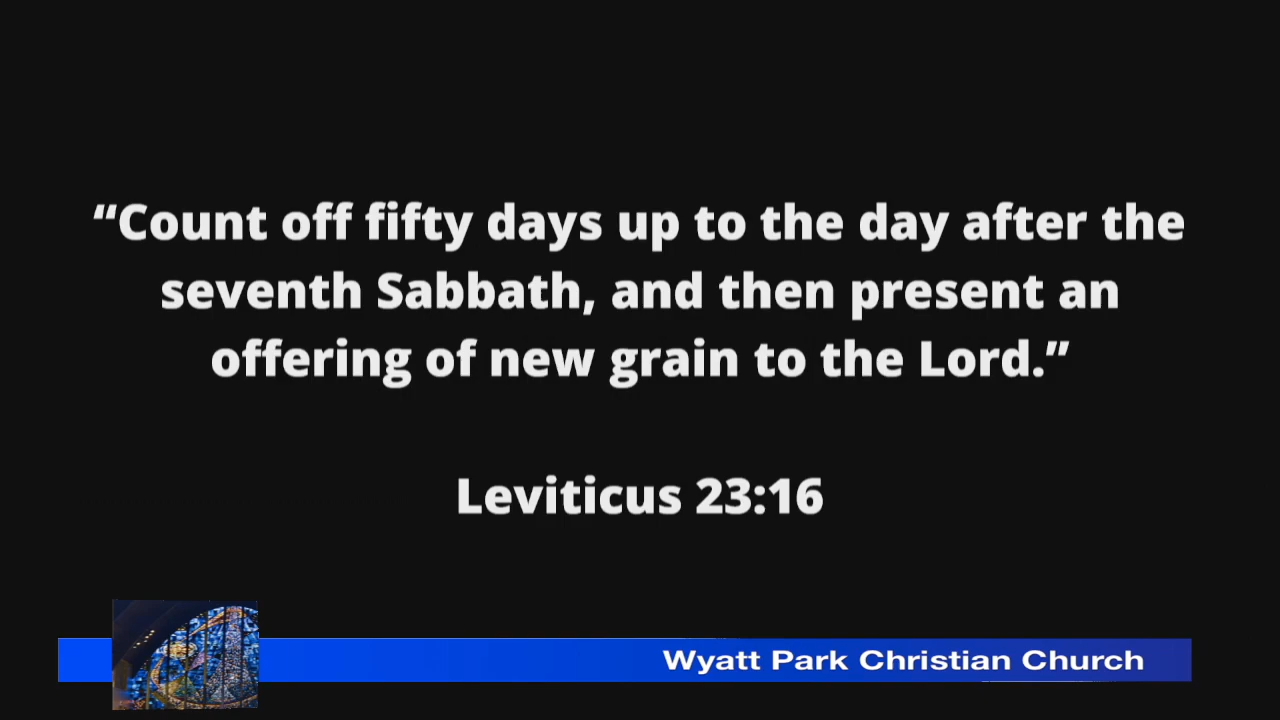 “Count off fifty days up to the day after the
seventh Sabbath, and then present an
offering of new grain to the Lord.”
Leviticus 23:16
Wyatt Park Christian Church